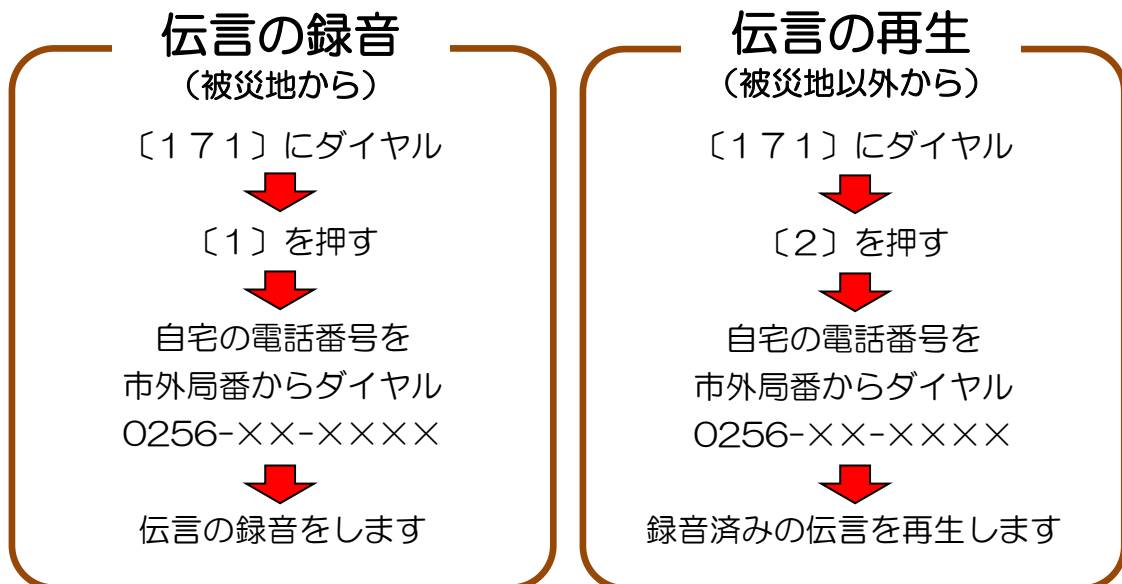 伝言の録音
（被災地から）
〔１７１〕にダイヤル
〔１〕を押す
自宅の電話番号を
市外局番からダイヤル
0256-××-××××
伝言の録音をします
伝言の再生
（被災地以外から）
〔１７１〕にダイヤル
〔２〕を押す
自宅の電話番号を
市外局番からダイヤル
0256-××-××××
録音済みの伝言を再生します